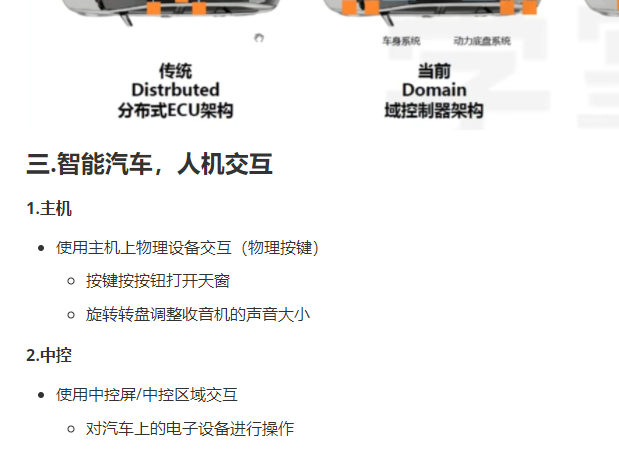 车身系统 动力底盘系统
传统 当前
Distrbuted Domain
分布式ECU架构 域控制器架构
三.智能汽车，人机交互
1.主机
使用主机上物理设备交互（物理按键）
按键按按钮打开天窗
旋转转盘调整收音机的声音大小
2.中控
使用中控屏/中控区域交互
对汽车上的电子设备进行操作